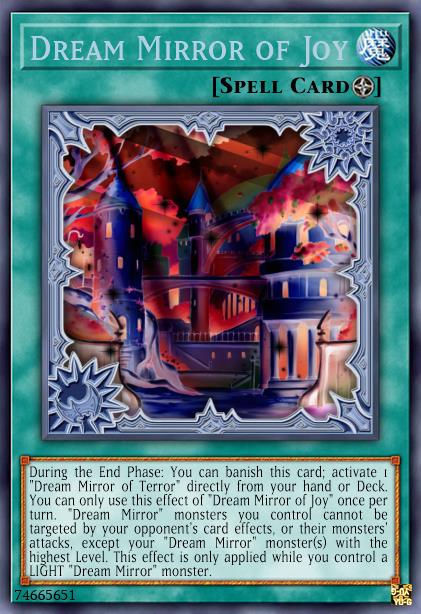 DREAM MIRROR OF JOY
[SPELL CARD]
During the End Phase: You can banish this card; activate 1
"Dream Mirror of Terror" directly from your hand or Deck.
You can only use this effect of "Dream Mirror of Joy" once per
turn. "Dream Mirror" monsters you control cannot be
targeted by your opponent's card effects, or their monsters'
attacks, except your "Dream Mirror" monster(s) with the
highest Level. This effect is only applied while you control a
LIGHT "Dream Mirror" monster.
74665651